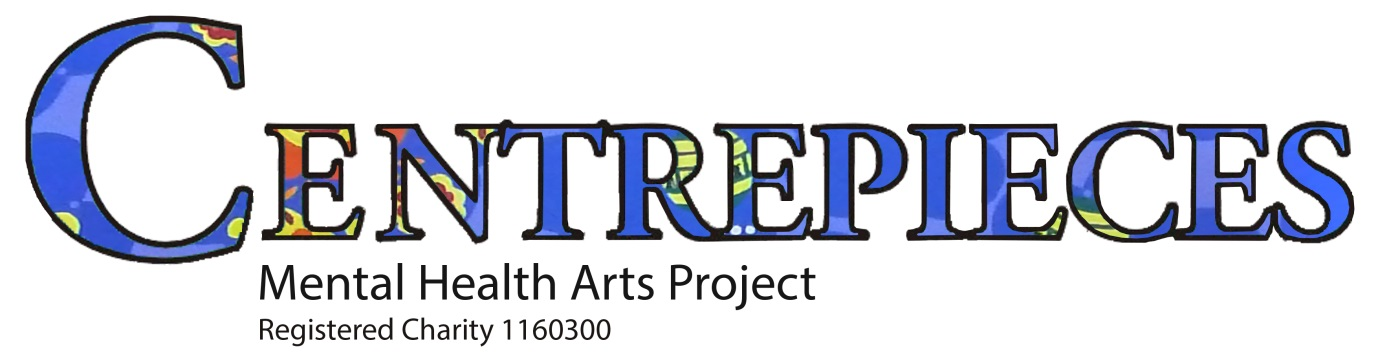 CENTREPIECES
Mental Health Arts Project
Registered Charity 1160300